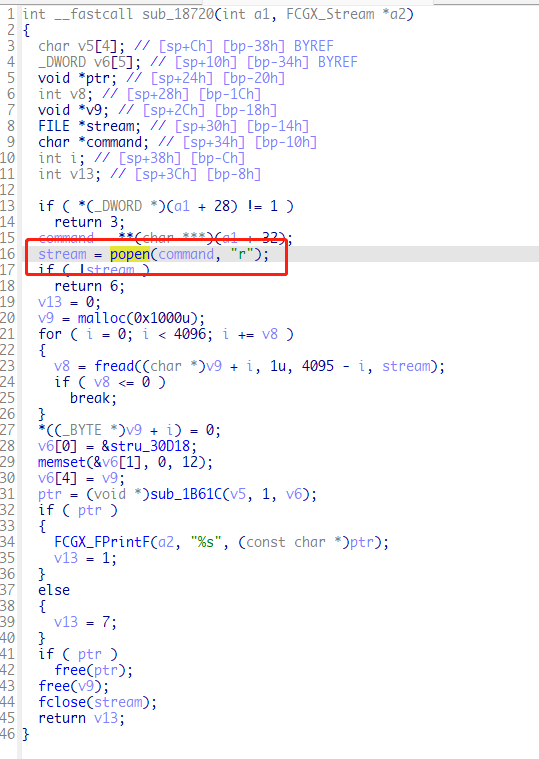 1 int __fastcall sub_18720(int a1, FCGX_Stream *a2)
2 {
3 char v5[4]; // [sp+Ch] [bp-38h] BYREF
4 _DWORD v6[5]; // [sp+10h] [bp-34h] BYREF
5 void *ptr; // [sp+24h] [bp-20h]
6 int v8; // [sp+28h] [bp-1Ch]
7 void *v9; // [sp+2Ch] [bp-18h]
8 FILE *stream; // [sp+30h] [bp-14h]
9 char *command; // [sp+34h] [bp-10h]
10 int i; // [sp+38h] [bp-Ch]
11 int v13; // [sp+3Ch] [bp-8h]
12
13 if ( *(_DWORD *)(a1 + 28) != 1 )
14 return 3;
15 command = **(char ***)(a1 + 32);
16 stream = popen(command, "r");
17 if ( !stream )
18 return 6;
19 v13 = 0;
20 v9 = malloc(0x1000u);
21 for ( i = 0; i < 4096; i += v8 )
22 {
23 v8 = fread((char *)v9 + i, 1u, 4095 - i, stream);
24 if ( v8 <= 0 )
25 break;
26 }
27 *((_BYTE *)v9 + i) = 0;
28 v6[0] = &stru_30D18;
29 memset(&v6[1], 0, 12);
30 v6[4] = v9;
31 ptr = (void *)sub_1B61C(v5, 1, v6);
32 if ( ptr )
33 {
34 FCGX_FPrintF(a2, "%s", (const char *)ptr);
35 v13 = 1;
36 }
37 else
38 {
39 v13 = 7;
40 }
41 if ( ptr )
42 free(ptr);
43 free(v9);
44 fclose(stream);
45 return v13;
46 }